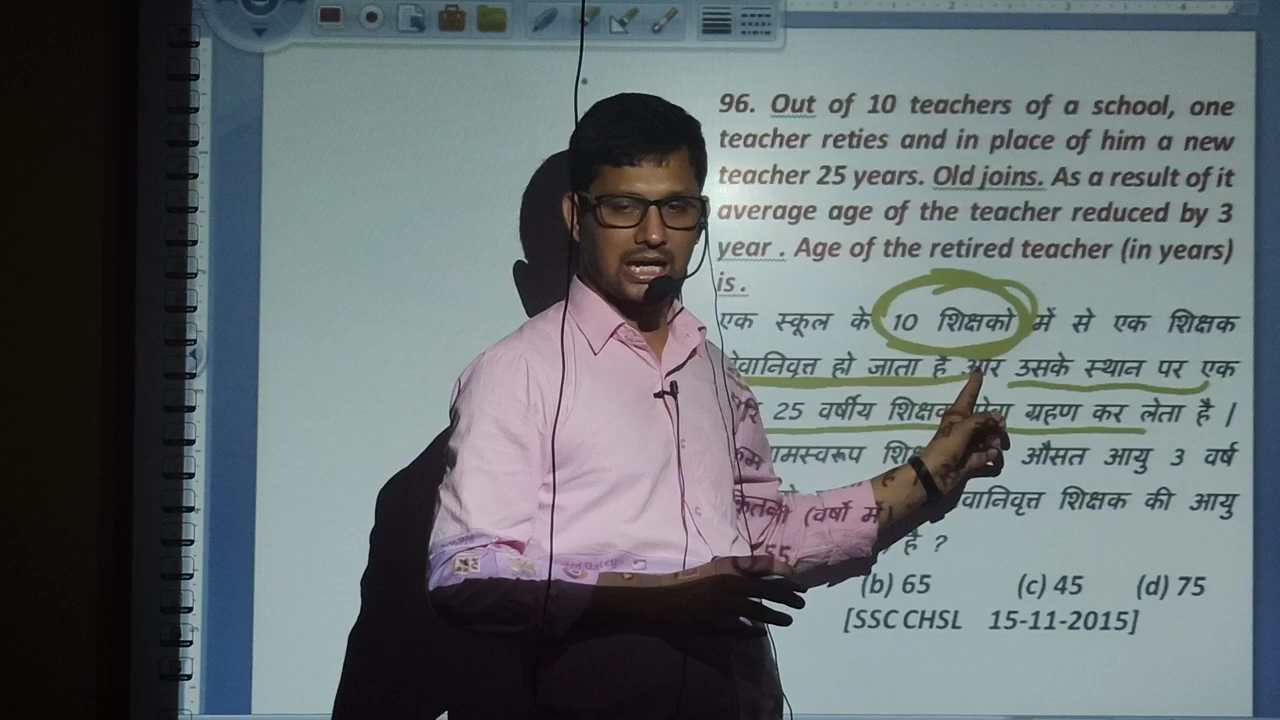 96. Out of 10 teachers of a school, one
teacher reties and in place of him a new
teacher 25 years. Old joins. As a result of it
average age of the teacher reduced by 3
year . Age of the retired teacher (in years)
is .
एक स्कूल के 10 शिक्षको में से एक शिक्षक
हो जाता है और उसके स्थान पर एक
25 वर्षीय ग्रहण कर लेता है |
औसत आयु 3 वर्ष
शिक्षक की आयु
(वर्षो में)
है ?
55 (b) 65 (c) 45 (d) 75
[SSC CHSL 15-11-2015]